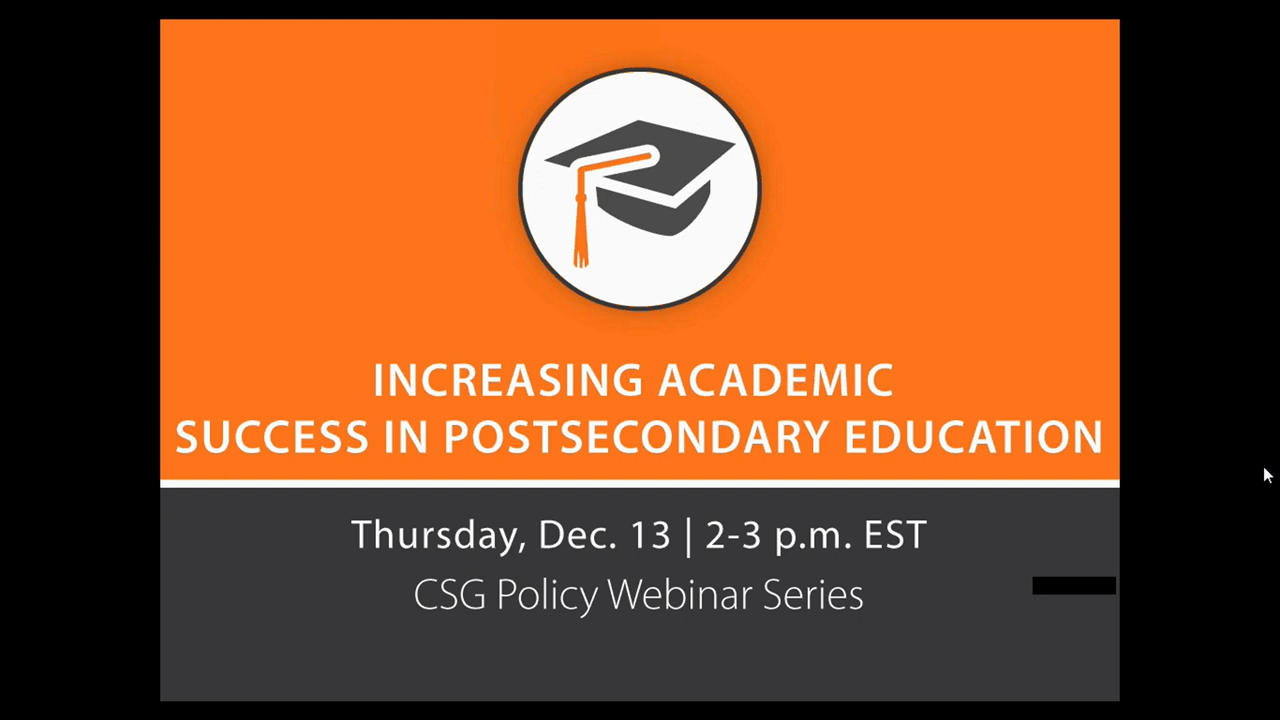 INCREASING ACADEMIC
SUCCESS IN POSTSECONDARY EDUCATION
Thursday, Dec. 13 | 2-3 p.m. EST
CSG Policy Webinar Series